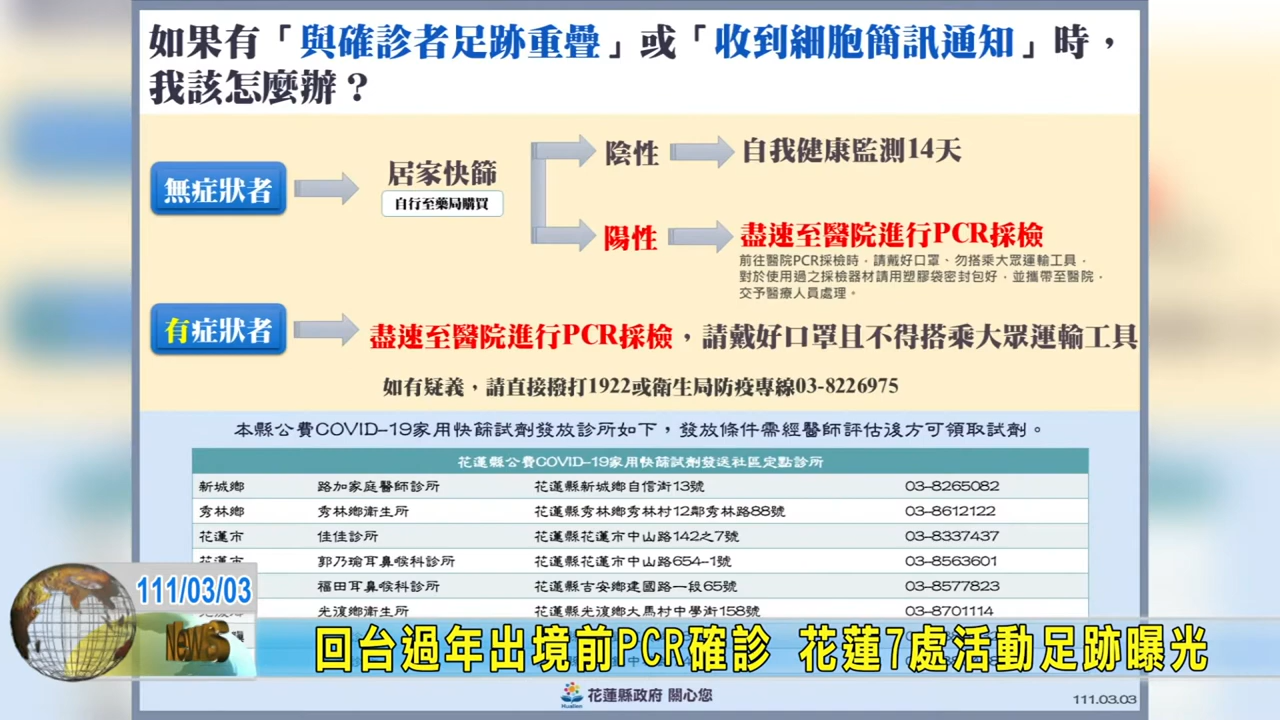 如果有「與確診者足跡重疊」或「收到細胞簡訊通知」時，
我該怎麼辦？
無症狀者
居家快篩
自行至藥局購買
陰性
自我健康監測14天
陽性
盡速至醫院進行PCR採檢
前往醫院PCR採檢時，請戴好口罩、勿搭乘大眾運輸工具，
對於使用過之採檢器材請用塑膠袋密封包好，並攜帶至醫院，
交予醫療人員處理。
有症狀者
盡速至醫院進行PCR採檢，請戴好口罩且不得搭乘大眾運輸工具
如有疑義，請直接撥打1922或衛生局防疫專線03-8226975
本縣公費COVID-19家用快篩試劑發放診所如下，發放條件需經醫師評估後方可領取試劑。
花蓮縣公費COVID-19家用快篩試劑發送社區定點診所
新城鄉 路加家庭醫師診所 花蓮縣新城鄉自信街13號 03-8265082
秀林鄉 秀林鄉衛生所 花蓮縣秀林鄉秀林村12鄰秀林路88號 03-8612122
花蓮市 佳佳診所 花蓮縣花蓮市中山路142之7號 03-8337437
花蓮市 郭乃瑜耳鼻喉科診所 花蓮縣花蓮市中山路654-1號 03-8563601
福田耳鼻喉科診所 花蓮縣吉安鄉建國路一段65號 03-8577823
光復鄉衛生所 花蓮縣光復鄉大馬村中學街158號 03-8701114
111/03/03
NEWS
回台過年出境前PCR確診 花蓮7處活動足跡曝光
Hualien
花蓮縣政府 關心您
111.03.03